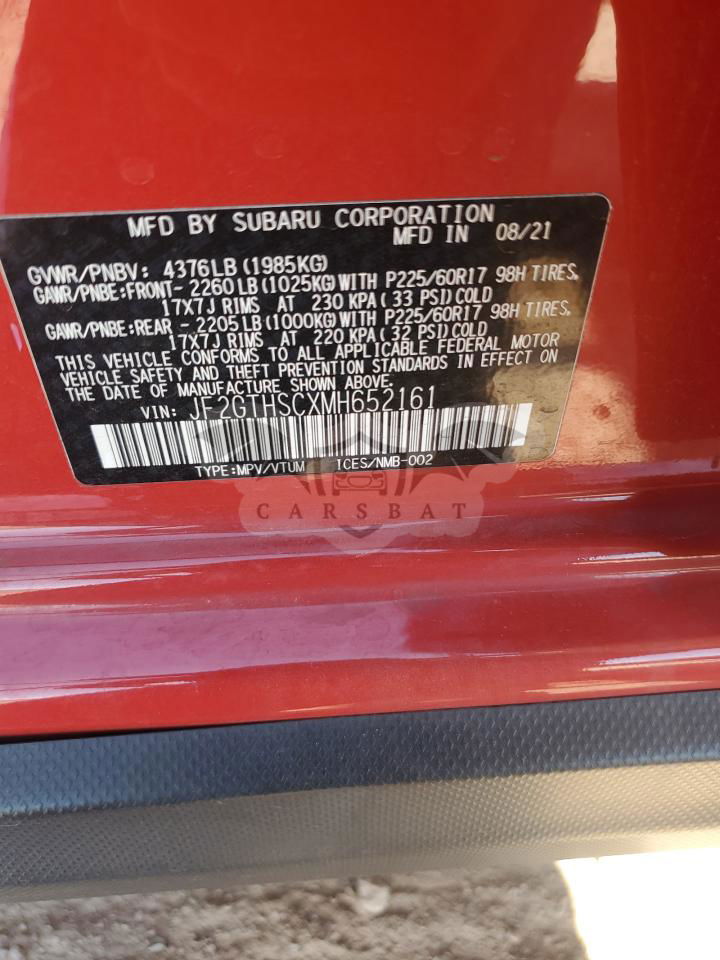 MFD BY SUBARU CORPORATION
MFD IN 08/21
GVWR/PNBV: 4376LB(1985KG)
GAWR/PNBE:FRONT- 2260LB(1025KG)WITH P225/60R17 98H TIRES,
17X7J RIMS AT 230 KPA(33 PSI)COLD
GAWR/PNBE:REAR - 2205LB(1000KG)WITH P225/60R17 98H TIRES,
17X7J RIMS AT 220 KPA(32 PSI)COLD
THIS VEHICLE CONFORMS TO ALL APPLICABLE FEDERAL MOTOR
VEHICLE SAFETY AND THEFT PREVENTION STANDARDS IN EFFECT ON
THE DATE OF MANUFACTURE SHOWN ABOVE.
VIN: JF2GTHSCXMH652161
TYPE:MPV/VTUM ICES/NMB-002
CARSBAT